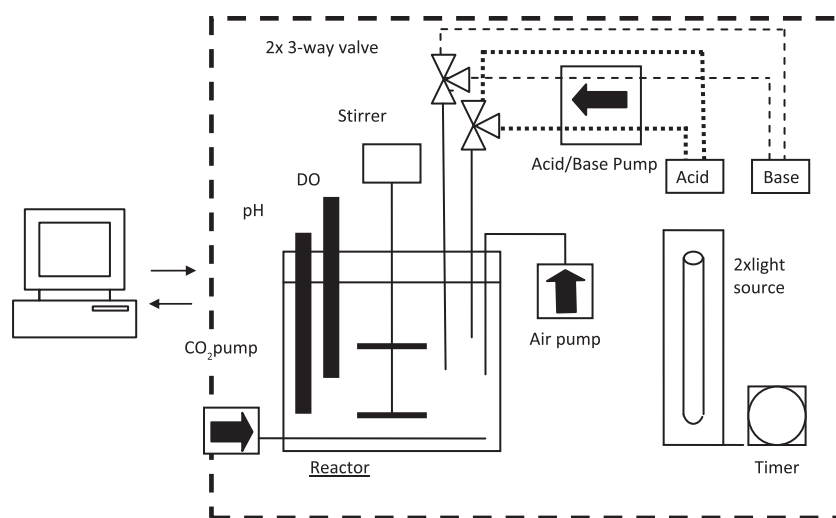 2x 3-way valve
Stirrer
DO
pH
Acid/Base Pump
Acid
Base
2xlight
source
Air pump
CO2pump
Reactor
Timer